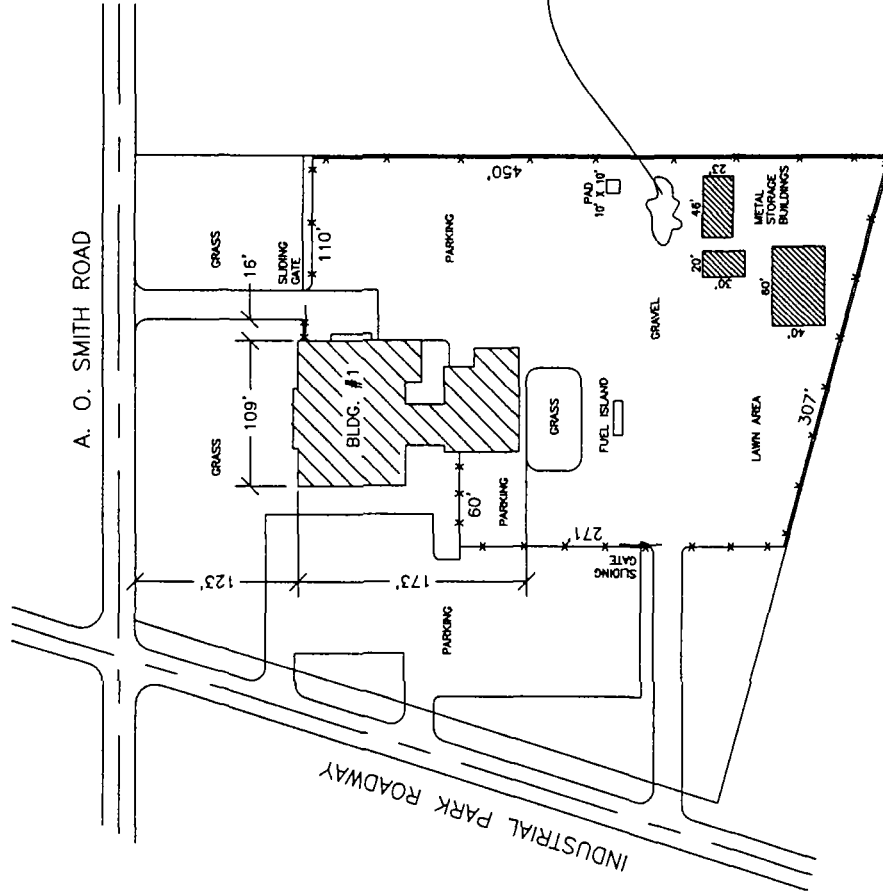 A. O. SMITH ROAD
GRASS
16'
SLIDING
GATE
110'
109'
GRASS
BLDG. #1
PARKING
450'
PAD
10' X 10'
46'
23'
METAL
STORAGE
BUILDINGS
20'
60'
40'
GRAVEL
GRASS
FUEL ISLAND
LAWN AREA
307'
123'
173'
60'
PARKING
271'
SLIDING
GATE
PARKING
INDUSTRIAL PARK ROADWAY